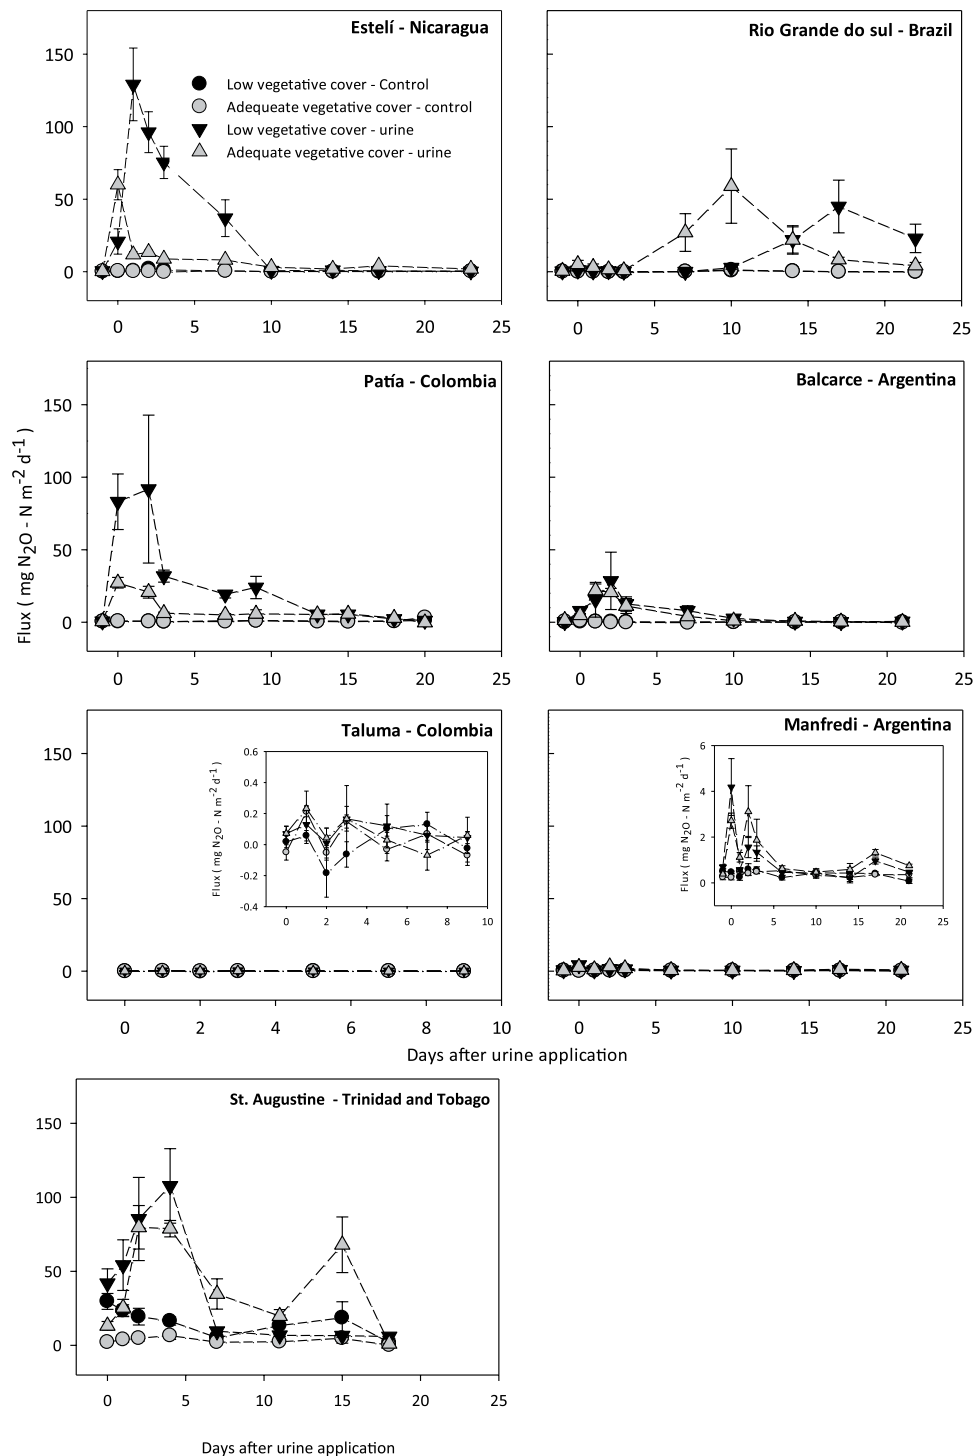 Estelí - Nicaragua
150
100
50
0
Low vegetative cover - Control
Adequeate vegetative cover - control
Low vegetative cover - urine
Adequate vegetative cover - urine
0 5 10 15 20 25
Rio Grande do sul - Brazil
0 5 10 15 20 25
Patía - Colombia
150
100
50
0
0 5 10 15 20 25
Balcarce - Argentina
0 5 10 15 20 25
Flux ( mg N2O - N m-2 d-1 )
Taluma - Colombia
150
100
50
0
Flux ( mg N2O - N m-2 d-1 )
0.6
0.4
0.2
0.0
-0.2
-0.4
0 2 4 6 8 10
0 2 4 6 8 10
Manfredi - Argentina
Flux ( mg N2O - N m-2 d-1 )
6
4
2
0
0 5 10 15 20 25
0 5 10 15 20 25
Days after urine application
St. Augustine - Trinidad and Tobago
150
100
50
0
0 5 10 15 20 25
Days after urine application